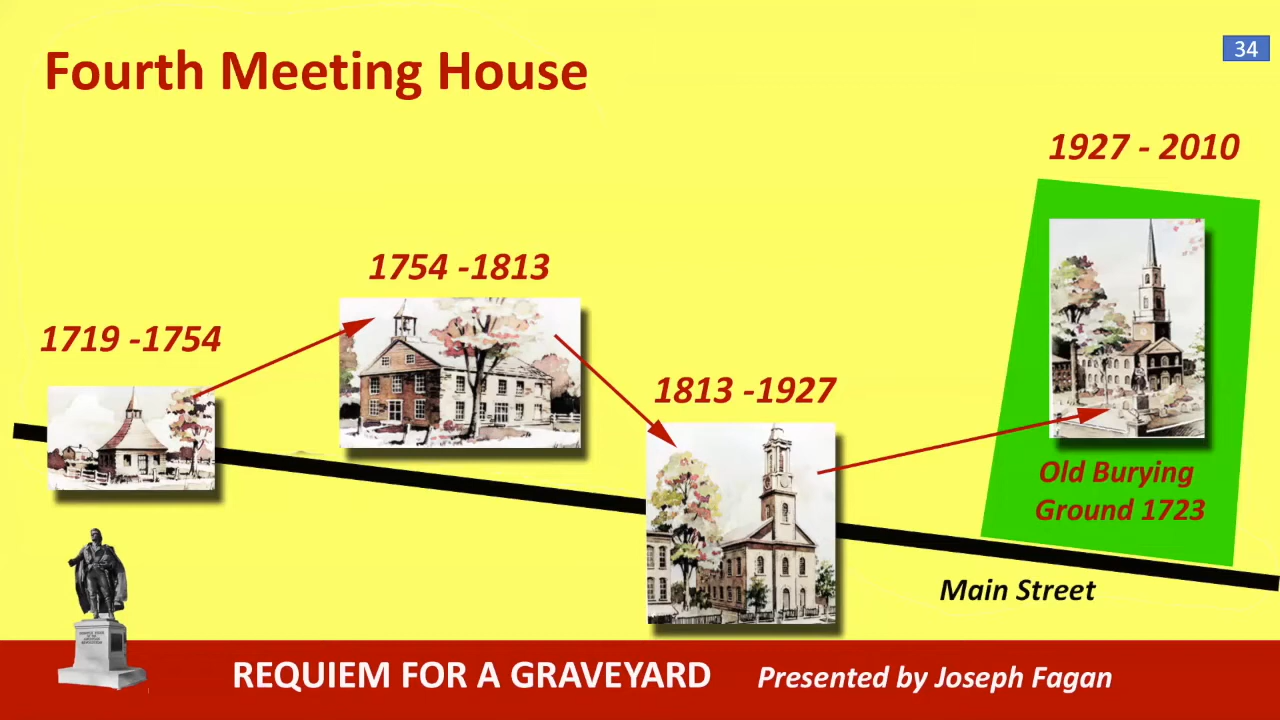 Fourth Meeting House
34
1927 - 2010
1754 -1813
1719 -1754
1813 -1927
Old Burying
Ground 1723
Main Street
REQUIEM FOR A GRAVEYARD
Presented by Joseph Fagan